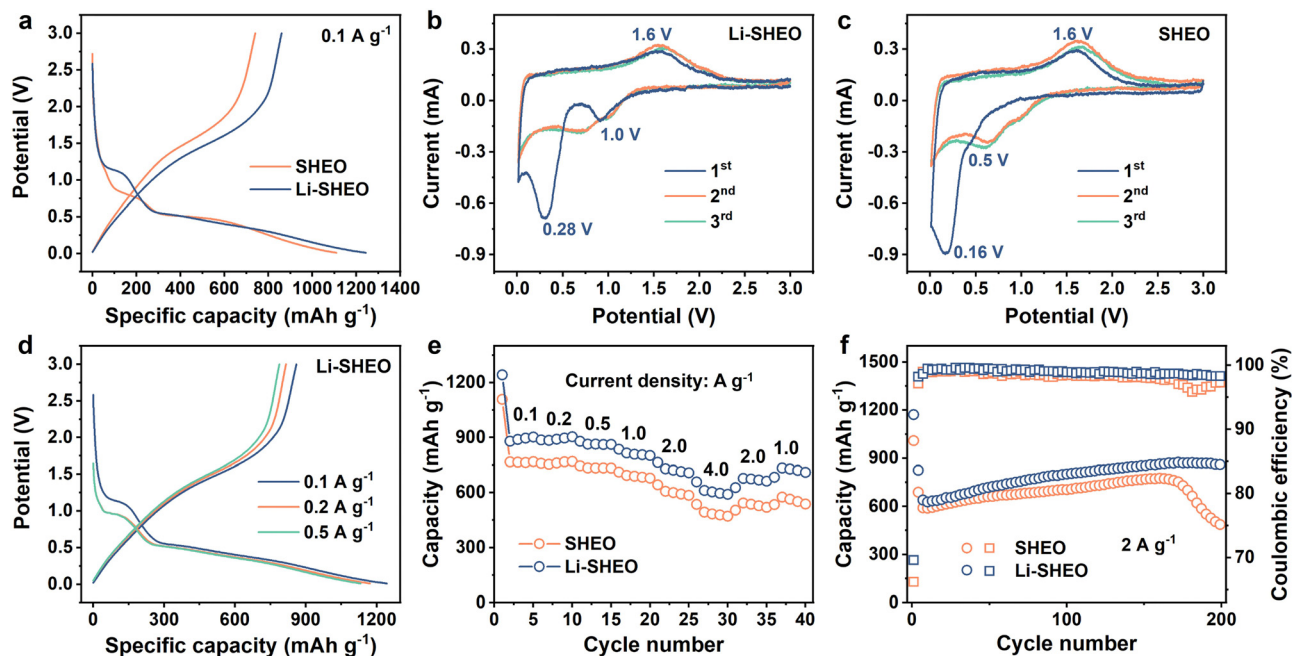 a
0.1 A g⁻¹
3.0
2.5
2.0
1.5
1.0
0.5
0.0
Potential (V)
SHEO
Li-SHEO
0 200 400 600 800 1000 1200 1400
Specific capacity (mAh g⁻¹)
b
Li-SHEO
1.6 V
0.3
0.0
-0.3
-0.6
-0.9
Current (mA)
1.0 V
0.28 V
1st
2nd
3rd
0.0 0.5 1.0 1.5 2.0 2.5 3.0
Potential (V)
c
SHEO
1.6 V
0.3
0.0
-0.3
-0.6
-0.9
Current (mA)
0.5 V
0.16 V
1st
2nd
3rd
0.0 0.5 1.0 1.5 2.0 2.5 3.0
Potential (V)
d
Li-SHEO
3.0
2.5
2.0
1.5
1.0
0.5
0.0
Potential (V)
0.1 A g⁻¹
0.2 A g⁻¹
0.5 A g⁻¹
0 300 600 900 1200
Specific capacity (mAh g⁻¹)
e
Current density: A g⁻¹
1200
900
600
300
0
Capacity (mAh g⁻¹)
0.1 0.2 0.5 1.0 2.0 4.0 2.0 1.0
SHEO
Li-SHEO
0 5 10 15 20 25 30 35 40
Cycle number
f
1500
1200
900
600
300
0
Capacity (mAh g⁻¹)
100
90
80
70
Coulombic efficiency (%)
SHEO
Li-SHEO
2 A g⁻¹
0 100 200
Cycle number